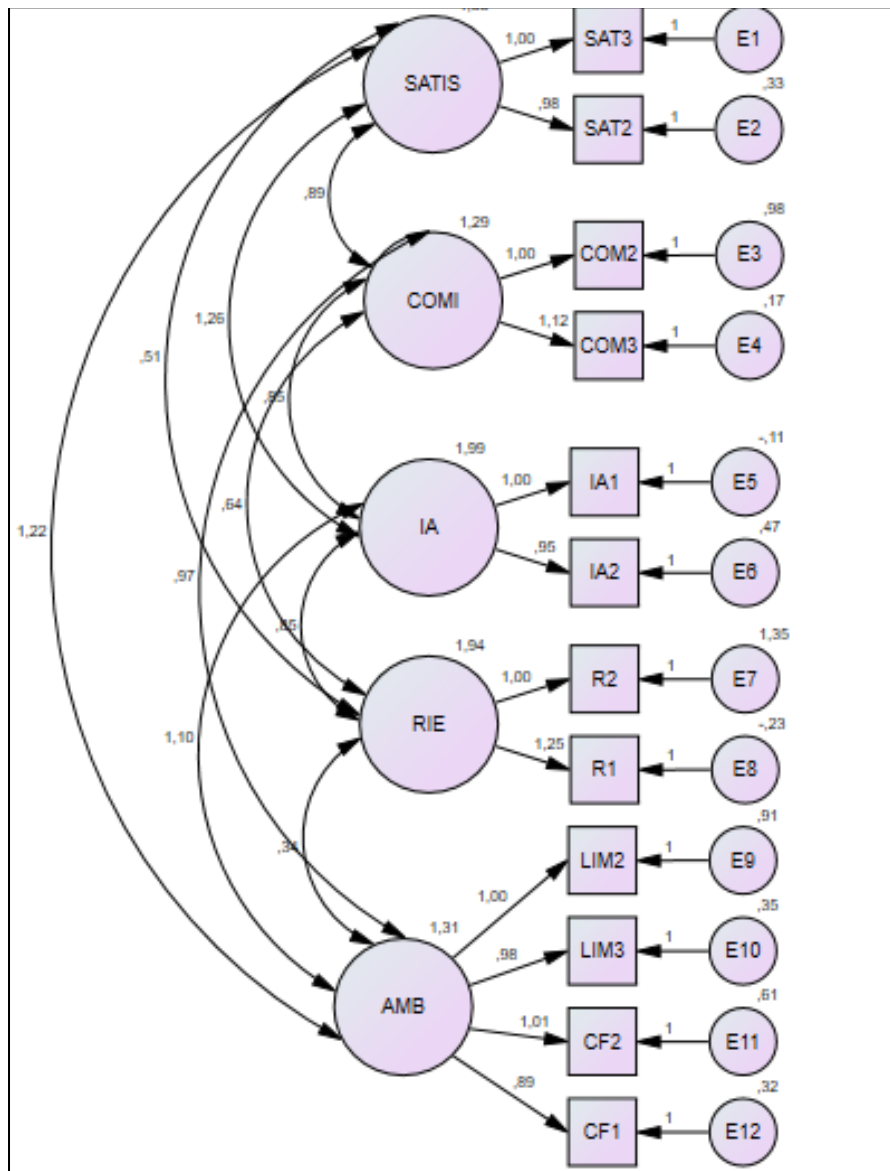 1,00
SAT3
1
E1
SATIS
,98
SAT2
1
,33
E2
,89
1,29
1,00
COM2
1
,98
E3
COMI
1,12
COM3
1
,17
E4
1,26
,51
1,99
1,00
IA1
1
-,11
E5
IA
,95
IA2
1
,47
E6
,64
1,22
,97
1,94
1,00
R2
1
1,35
E7
RIE
1,25
R1
1
-,23
E8
1,10
,34
1,31
1,00
LIM2
1
,91
E9
AMB
,98
LIM3
1
,35
E10
1,01
CF2
1
,61
E11
,89
CF1
1
,32
E12